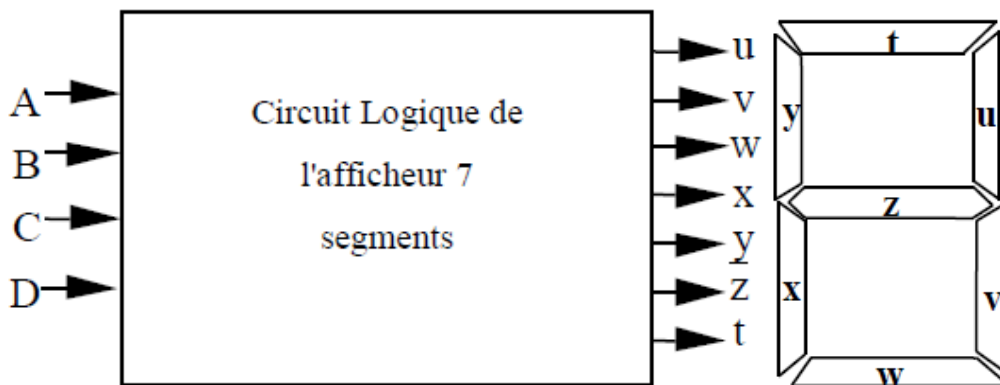 A
B
C
D
Circuit Logique de
l'afficheur 7
segments
u
v
w
x
y
z
t
t
y
u
z
x
v
w